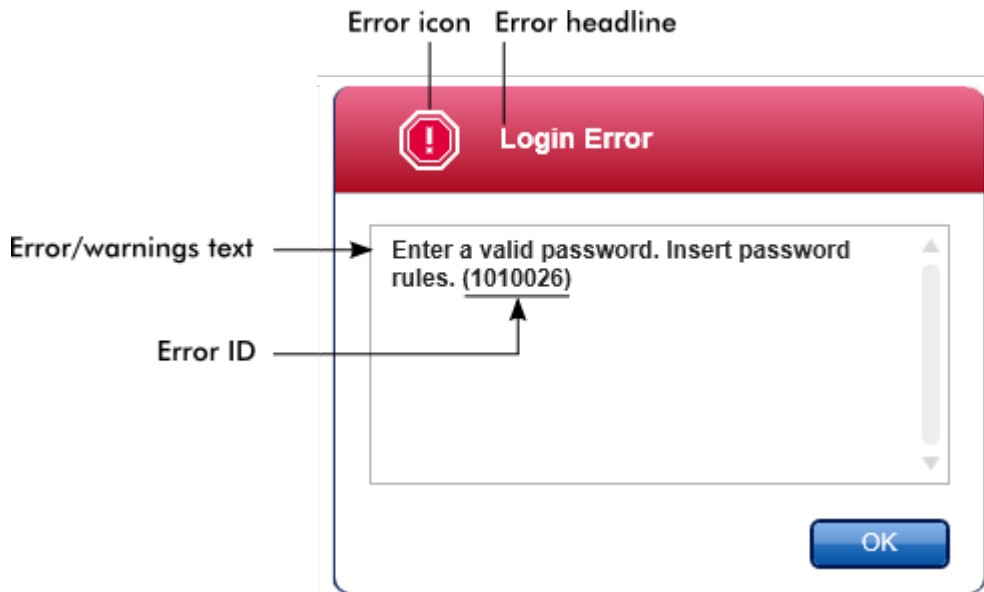 Error icon Error headline
Login Error
Error/warnings text
Enter a valid password. Insert password
rules. (1010026)
Error ID
OK